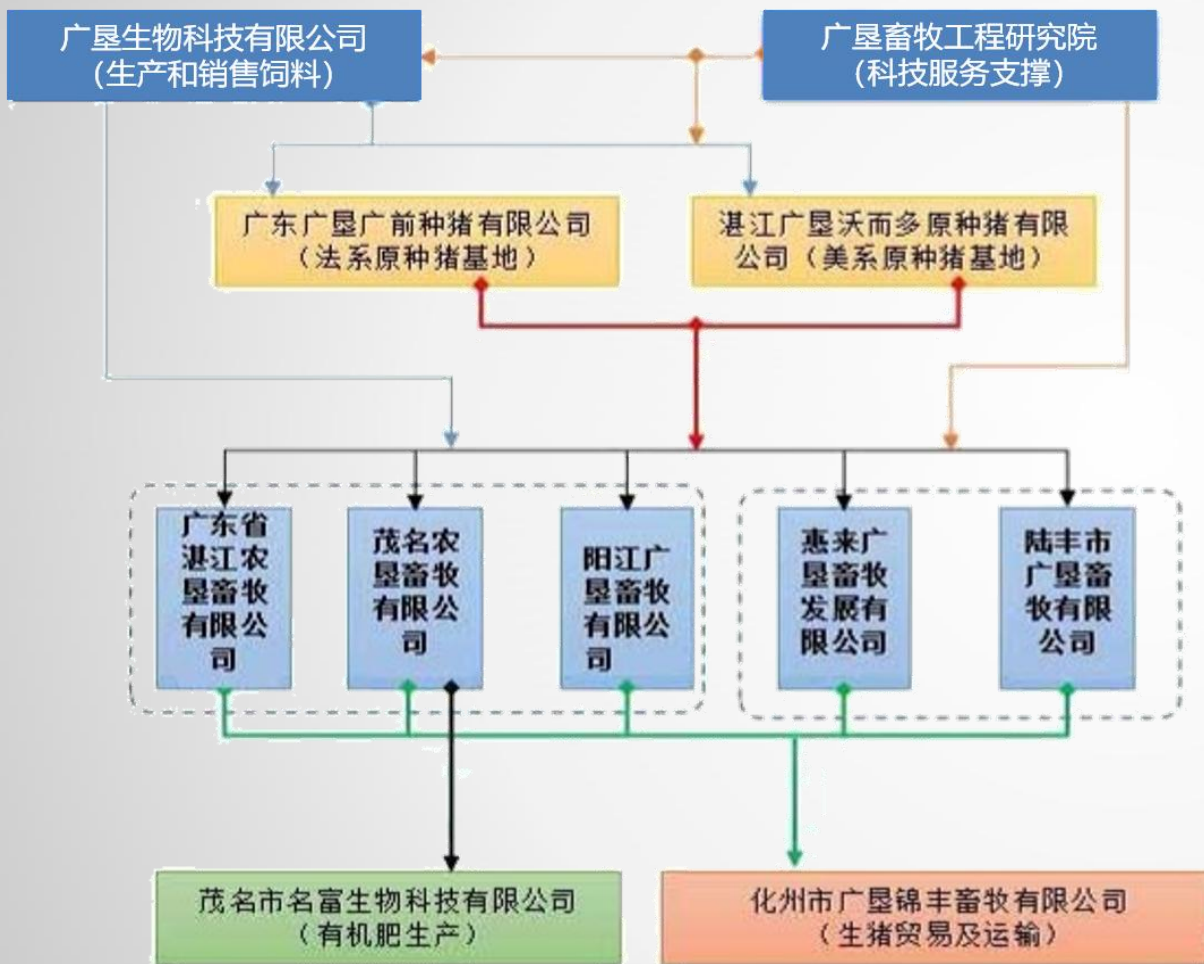 广垦生物科技有限公司
（生产和销售饲料）
广垦畜牧工程研究院
（科技服务支撑）
广东广垦广前种猪有限公司
（法系原种猪基地）
湛江广垦沃而多原种猪有限
公司（美系原种猪基地）
广东省
湛江农
垦畜牧
有限公
司
茂名农
垦畜牧
有限公
司
阳江广
垦畜牧
有限公
司
惠来广
垦畜牧
发展有
限公司
陆丰市
广垦畜
牧有限
公司
茂名市名富生物科技有限公司
（有机肥生产）
化州市广垦锦丰畜牧有限公司
（生猪贸易及运输）